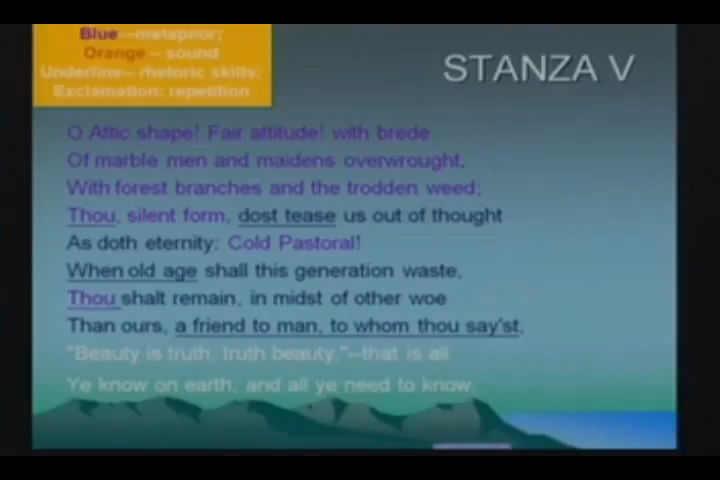 Blue--metaphor;
Orange-- sound
Underline-- rhetoric skills;
Exclamation: repetition
STANZA V
O Attic shape! Fair attitude! with brede
Of marble men and maidens overwrought,
With forest branches and the trodden weed;
Thou, silent form, dost tease us out of thought
As doth eternity: Cold Pastoral!
When old age shall this generation waste,
Thou shalt remain, in midst of other woe
Than ours, a friend to man, to whom thou say'st,
"Beauty is truth, truth beauty,"--that is all
Ye know on earth, and all ye need to know.